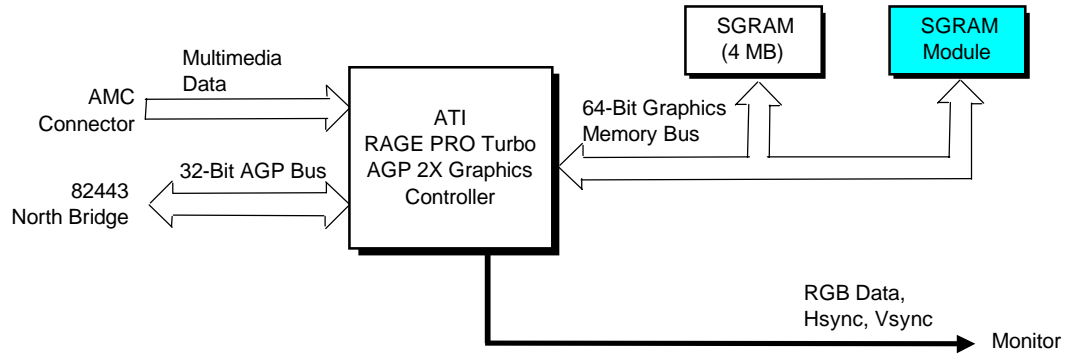 SGRAM
(4 MB)
SGRAM
Module
Multimedia
Data
AMC
Connector
ATI
RAGE PRO Turbo
AGP 2X Graphics
Controller
64-Bit Graphics
Memory Bus
32-Bit AGP Bus
82443
North Bridge
RGB Data,
Hsync, Vsync
Monitor